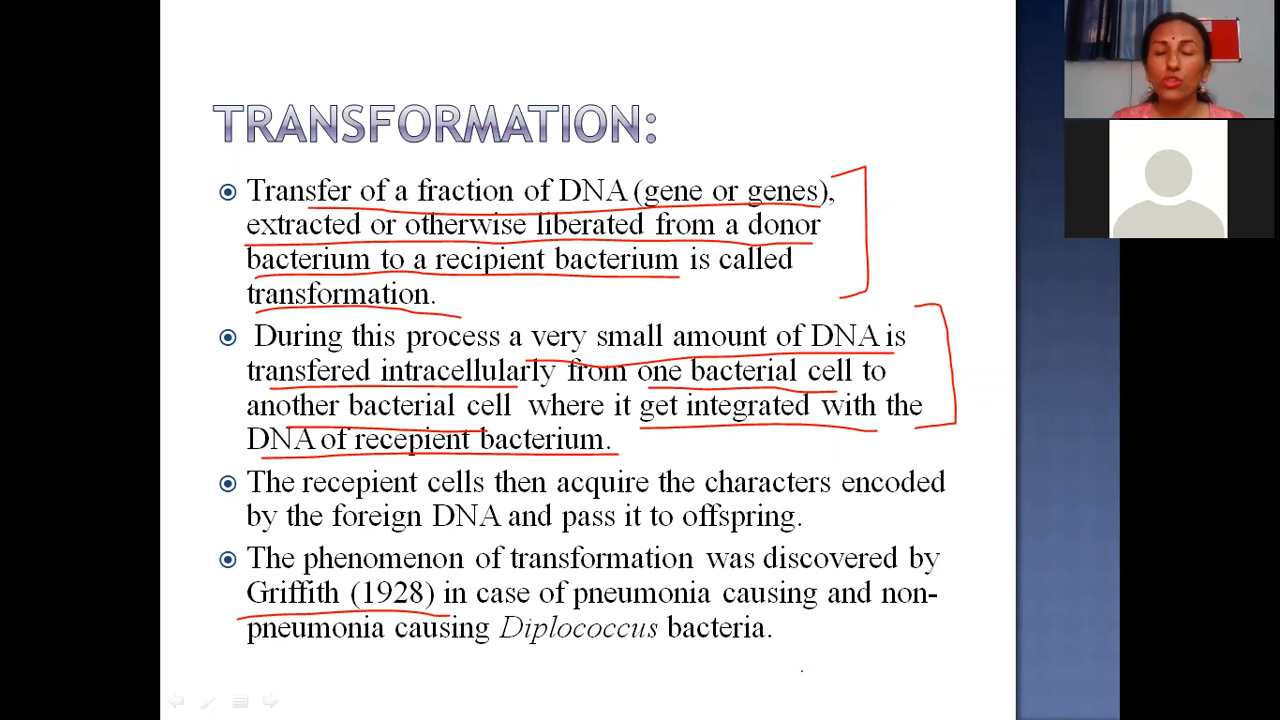 TRANSFORMATION:
Transfer of a fraction of DNA (gene or genes),
extracted or otherwise liberated from a donor
bacterium to a recipient bacterium is called
transformation.
During this process a very small amount of DNA is
transfered intracellularly from one bacterial cell to
another bacterial cell where it get integrated with the
DNA of recepient bacterium.
The recepient cells then acquire the characters encoded
by the foreign DNA and pass it to offspring.
The phenomenon of transformation was discovered by
Griffith (1928) in case of pneumonia causing and non-
pneumonia causing Diplococcus bacteria.